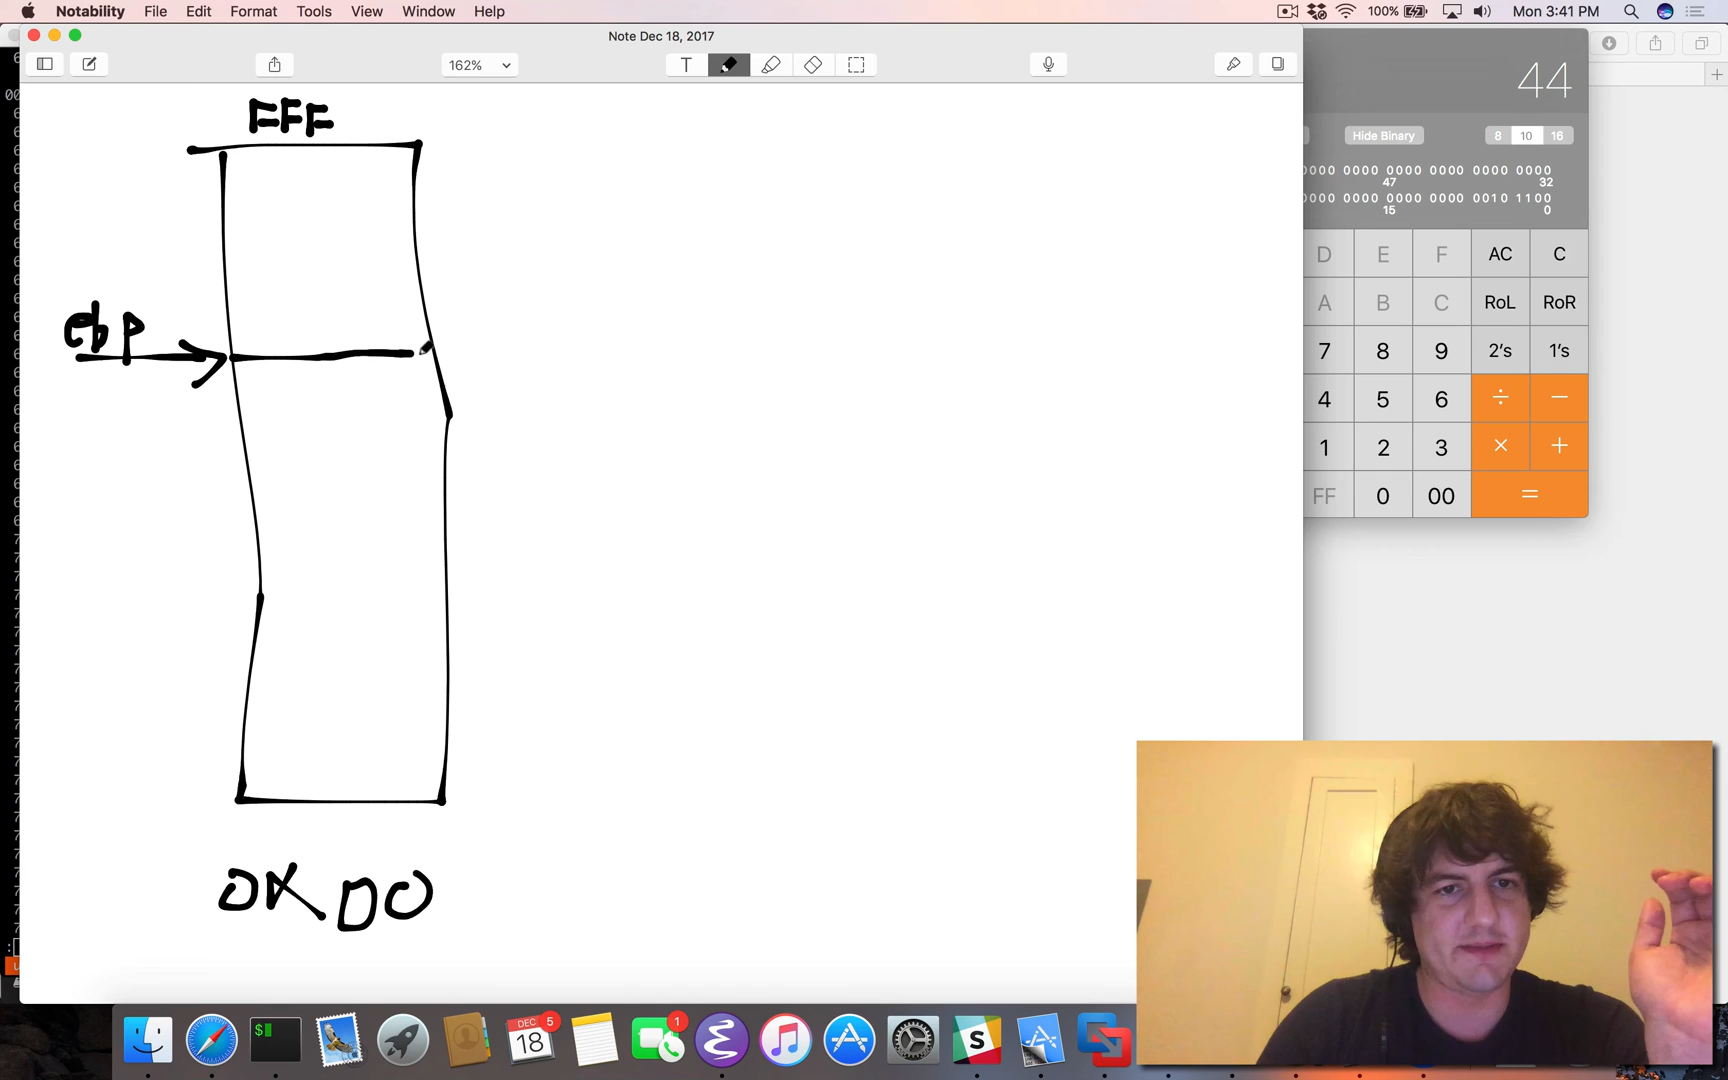 Notability File Edit Format Tools View Window Help
100% Mon 3:41 PM
Note Dec 18, 2017
162%
T
FFF
ebp
0x00
44
Hide Binary
8 10 16
0000 0000 0000 0000 0000 0000
47 32
0000 0000 0000 0000 0010 1100
15 0
D E F AC C
A B C RoL RoR
7 8 9 2's 1's
4 5 6 ÷ −
1 2 3 × +
FF 0 00 =
$
DEC 5
18
1
S